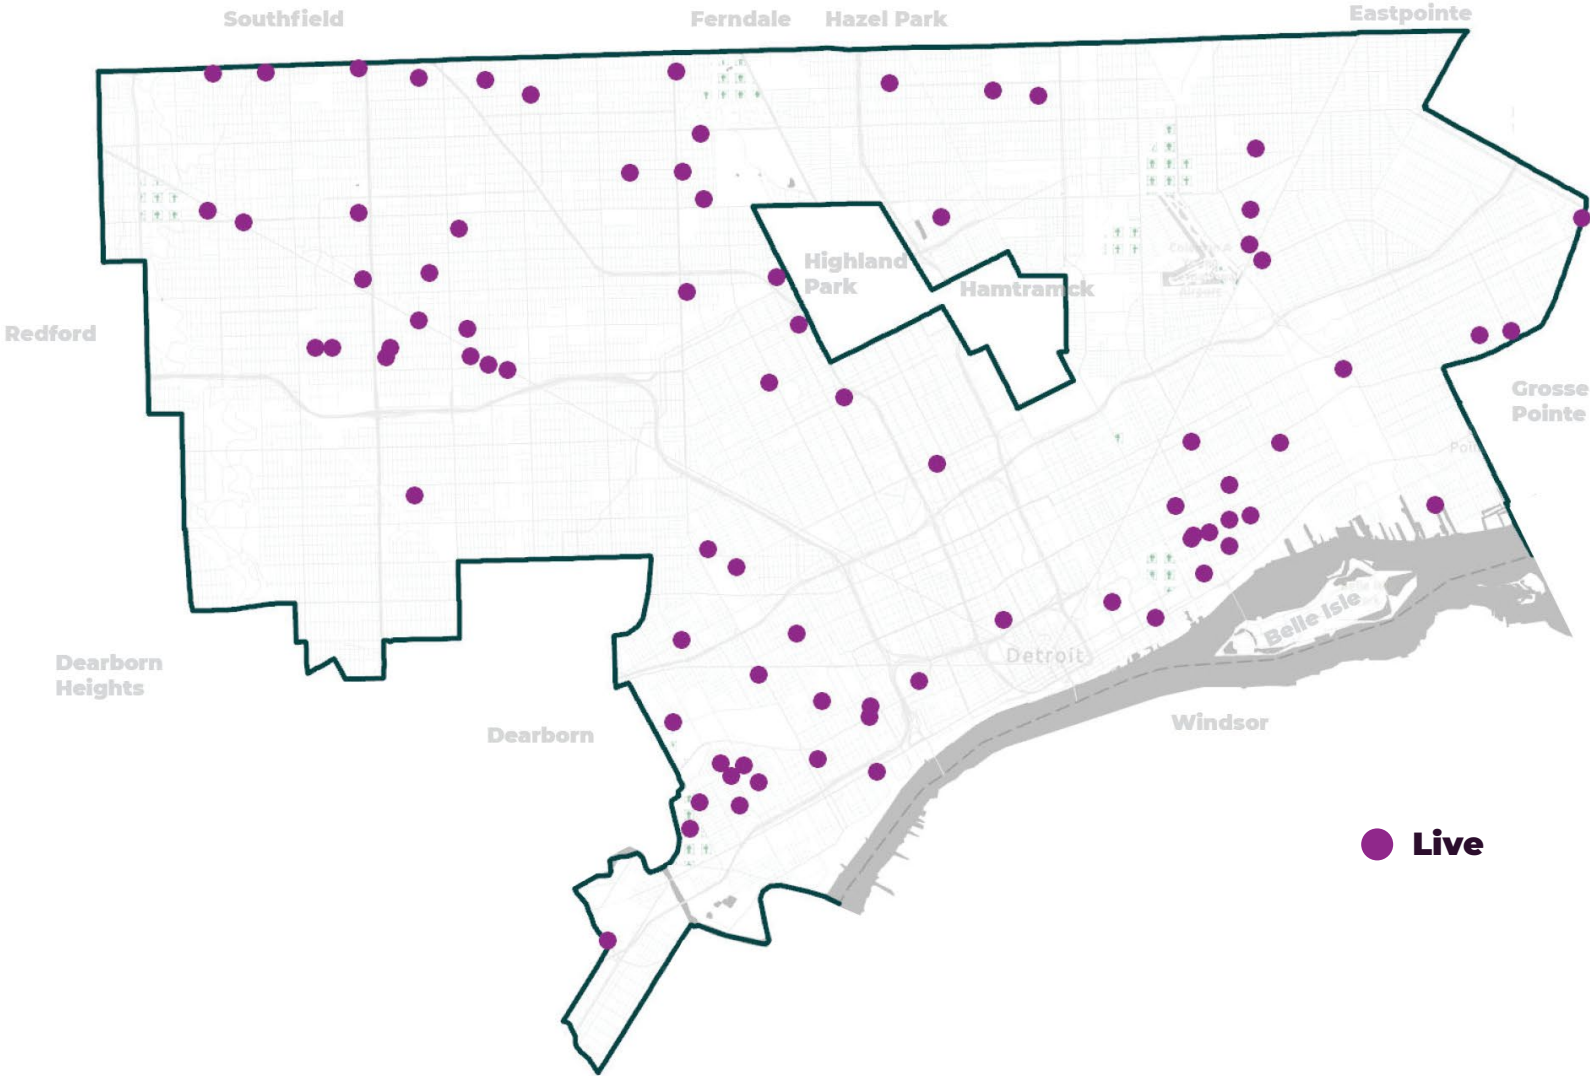 Southfield
Ferndale
Hazel Park
Eastpointe
Highland
Park
Hamtramck
Redford
Grosse
Pointe
Belle Isle
Detroit
Dearborn
Heights
Dearborn
Windsor
Live